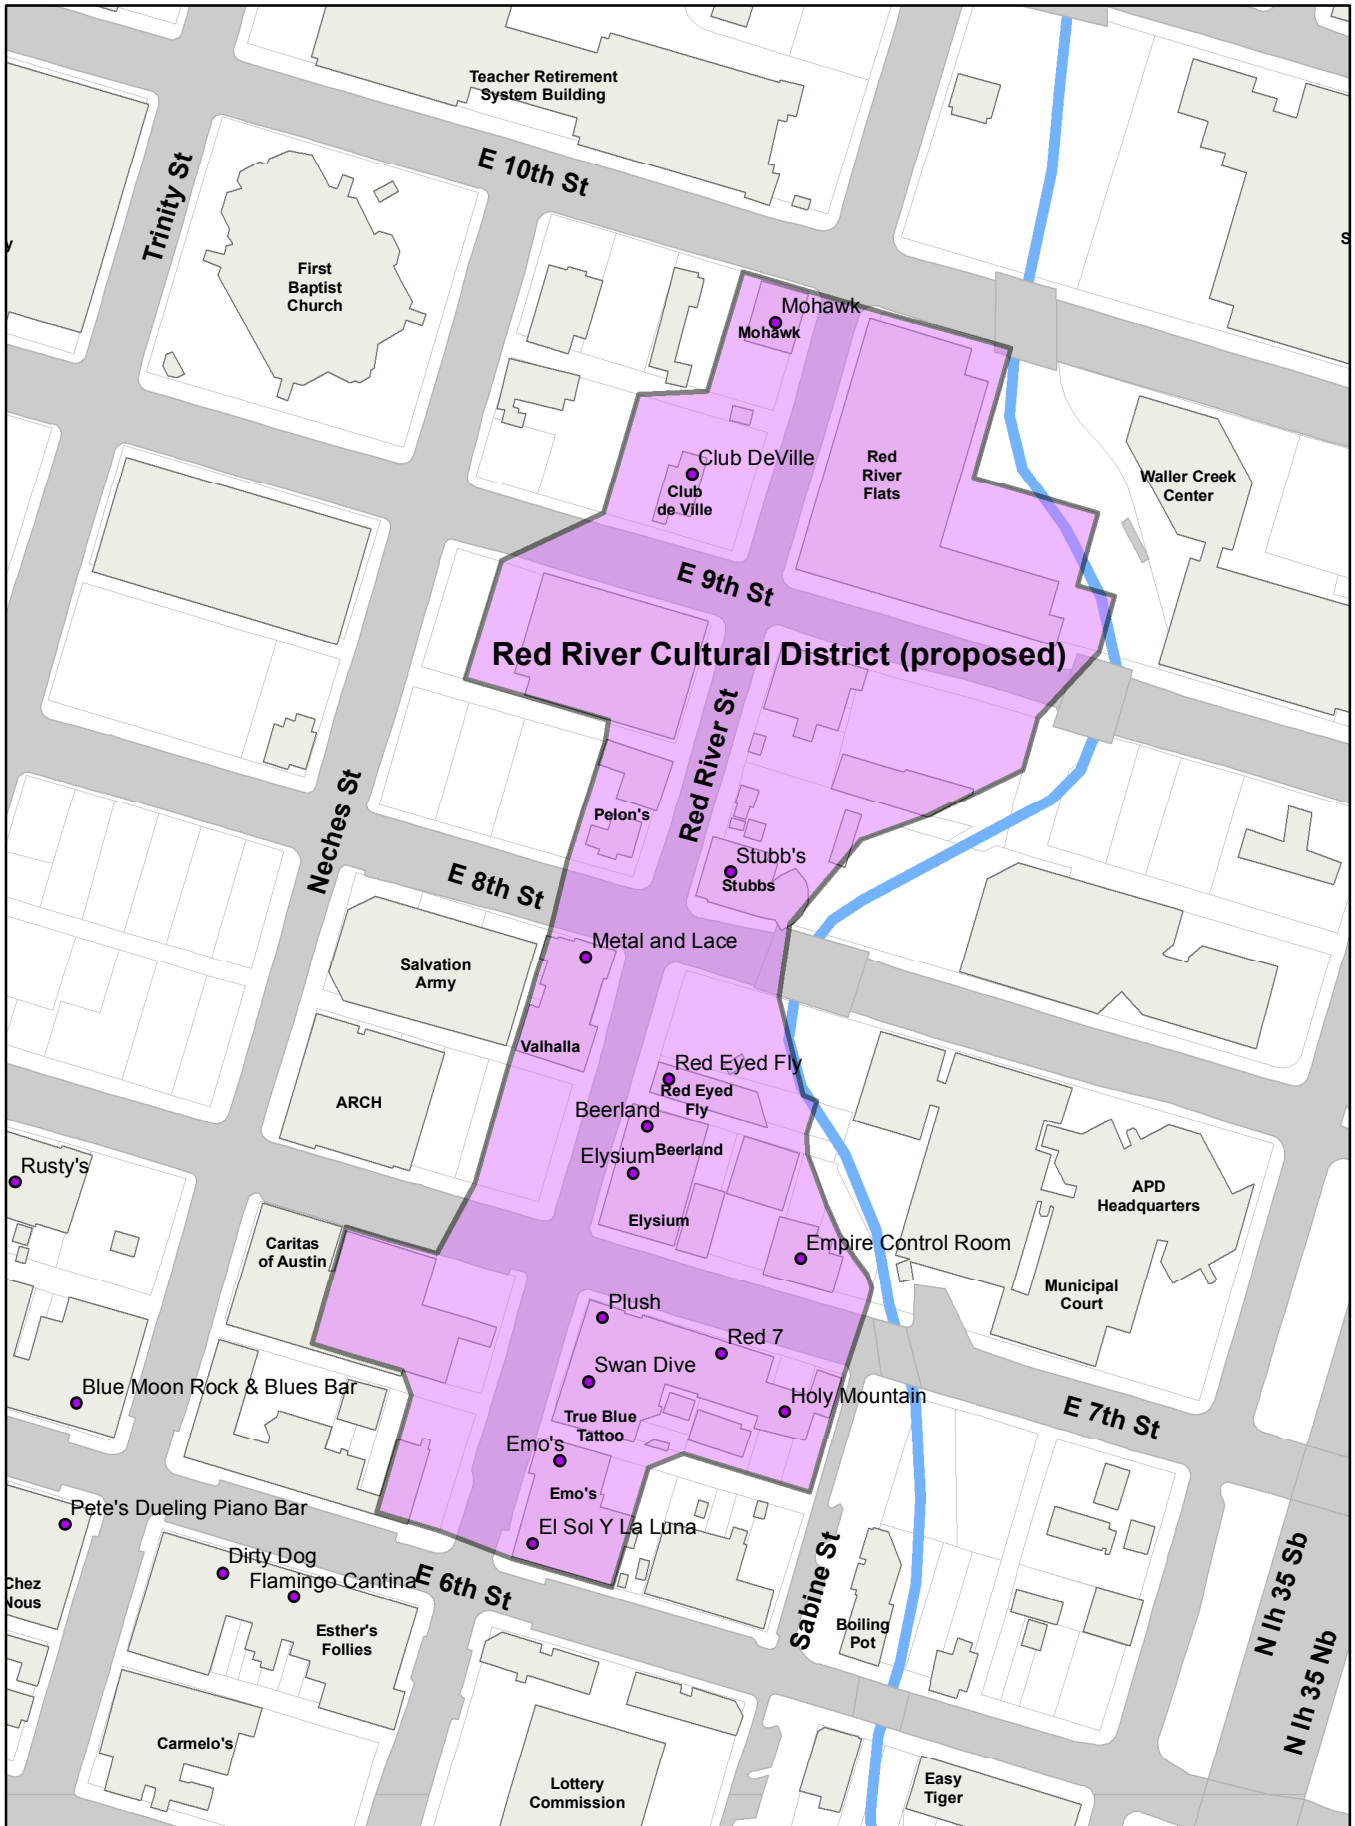 Teacher Retirement
System Building
E 10th St
Trinity St
y
S
First
Baptist
Church
Mohawk
Mohawk
Club DeVille
Club
de Ville
Red
River
Flats
Waller Creek
Center
E 9th St
Red River Cultural District (proposed)
Red River St
Neches St
Pelon's
Stubb's
Stubbs
E 8th St
Metal and Lace
Salvation
Army
Valhalla
Red Eyed Fly
Red Eyed
Fly
ARCH
Beerland
Beerland
Elysium
Elysium
Rusty's
APD
Headquarters
Caritas
of Austin
Empire Control Room
Municipal
Court
Plush
Red 7
Swan Dive
Blue Moon Rock & Blues Bar
Holy Mountain
True Blue
Tattoo
E 7th St
Emo's
Emo's
Pete's Dueling Piano Bar
El Sol Y La Luna
Dirty Dog
Flamingo Cantina
E 6th St
Chez
Nous
Esther's
Follies
Sabine St
Boiling
Pot
N Ih 35 Sb
N Ih 35 Nb
Carmelo's
Lottery
Commission
Easy
Tiger